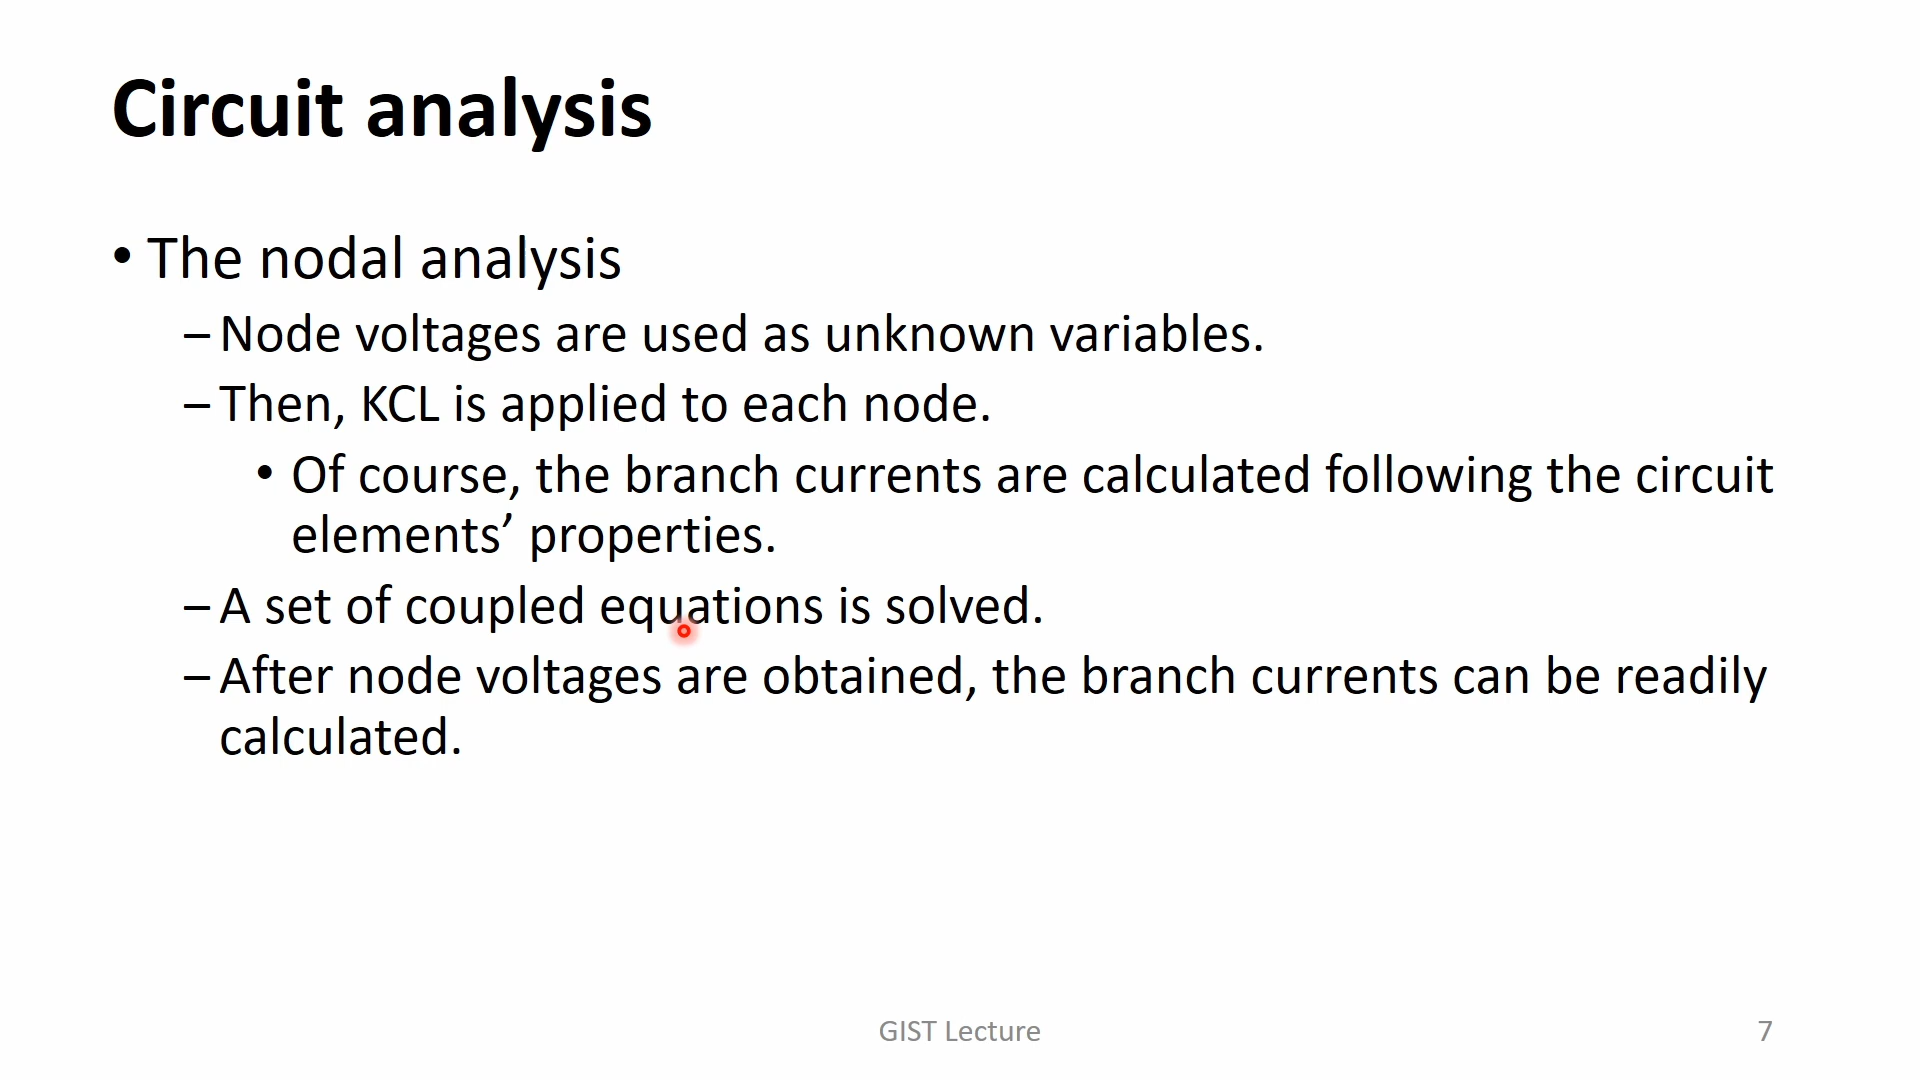 Circuit analysis
• The nodal analysis
– Node voltages are used as unknown variables.
– Then, KCL is applied to each node.
• Of course, the branch currents are calculated following the circuit
elements’ properties.
– A set of coupled equations is solved.
– After node voltages are obtained, the branch currents can be readily
calculated.
GIST Lecture
7